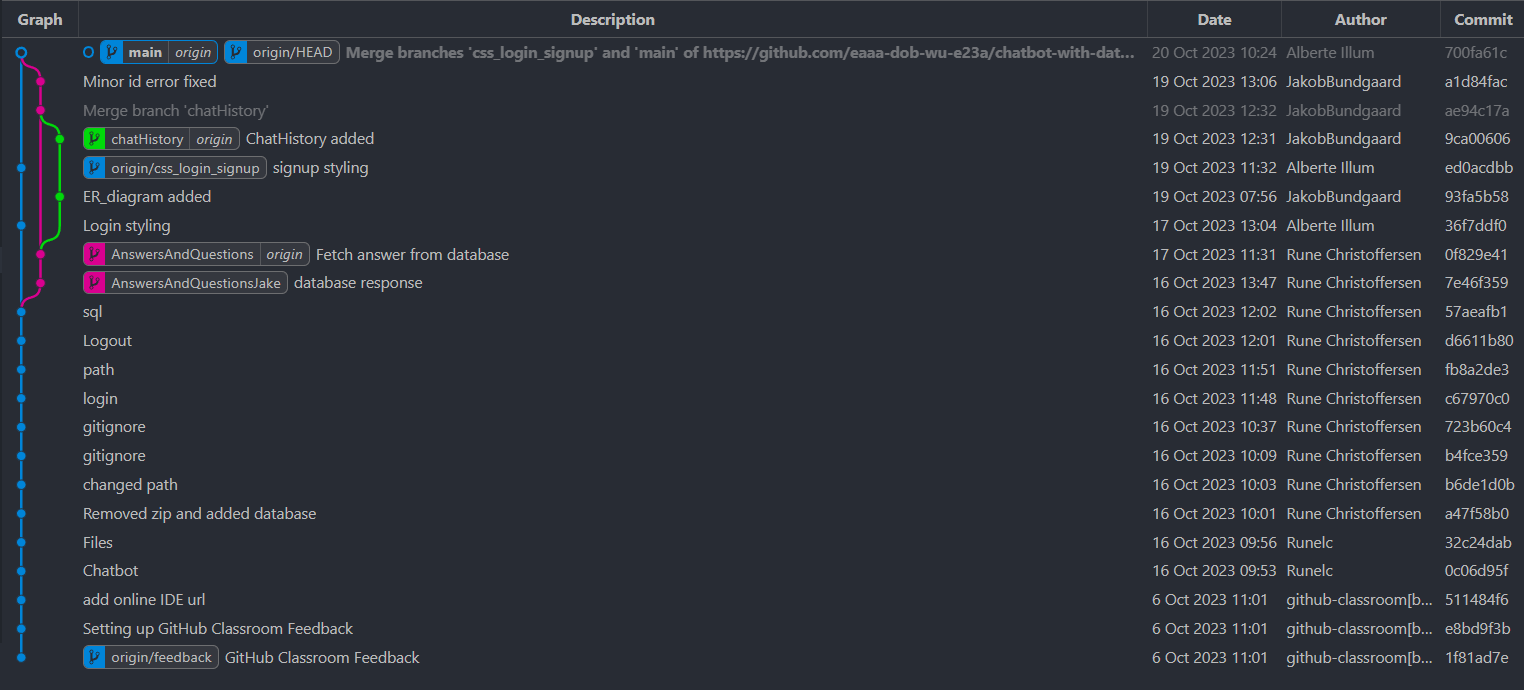 Graph Description Date Author Commit
main origin origin/HEAD Merge branches 'css_login_signup' and 'main' of https://github.com/eaaa-dob-wu-e23a/chatbot-with-dat... 20 Oct 2023 10:24 Alberte Illum 700fa61c
Minor id error fixed 19 Oct 2023 13:06 JakobBundgaard a1d84fac
Merge branch 'chatHistory' 19 Oct 2023 12:32 JakobBundgaard ae94c17a
chatHistory origin ChatHistory added 19 Oct 2023 12:31 JakobBundgaard 9ca00606
origin/css_login_signup signup styling 19 Oct 2023 11:32 Alberte Illum ed0acdbb
ER_diagram added 19 Oct 2023 07:56 JakobBundgaard 93fa5b58
Login styling 17 Oct 2023 13:04 Alberte Illum 36f7ddf0
AnswersAndQuestions origin Fetch answer from database 17 Oct 2023 11:31 Rune Christoffersen 0f829e41
AnswersAndQuestionsJake database response 16 Oct 2023 13:47 Rune Christoffersen 7e46f359
sql 16 Oct 2023 12:02 Rune Christoffersen 57aeafb1
Logout 16 Oct 2023 12:01 Rune Christoffersen d6611b80
path 16 Oct 2023 11:51 Rune Christoffersen fb8a2de3
login 16 Oct 2023 11:48 Rune Christoffersen c67970c0
gitignore 16 Oct 2023 10:37 Rune Christoffersen 723b60c4
gitignore 16 Oct 2023 10:09 Rune Christoffersen b4fce359
changed path 16 Oct 2023 10:03 Rune Christoffersen b6de1d0b
Removed zip and added database 16 Oct 2023 10:01 Rune Christoffersen a47f58b0
Files 16 Oct 2023 09:56 Runelc 32c24dab
Chatbot 16 Oct 2023 09:53 Runelc 0c06d95f
add online IDE url 6 Oct 2023 11:01 github-classroom[b... 511484f6
Setting up GitHub Classroom Feedback 6 Oct 2023 11:01 github-classroom[b... e8bd9f3b
origin/feedback GitHub Classroom Feedback 6 Oct 2023 11:01 github-classroom[b... 1f81ad7e